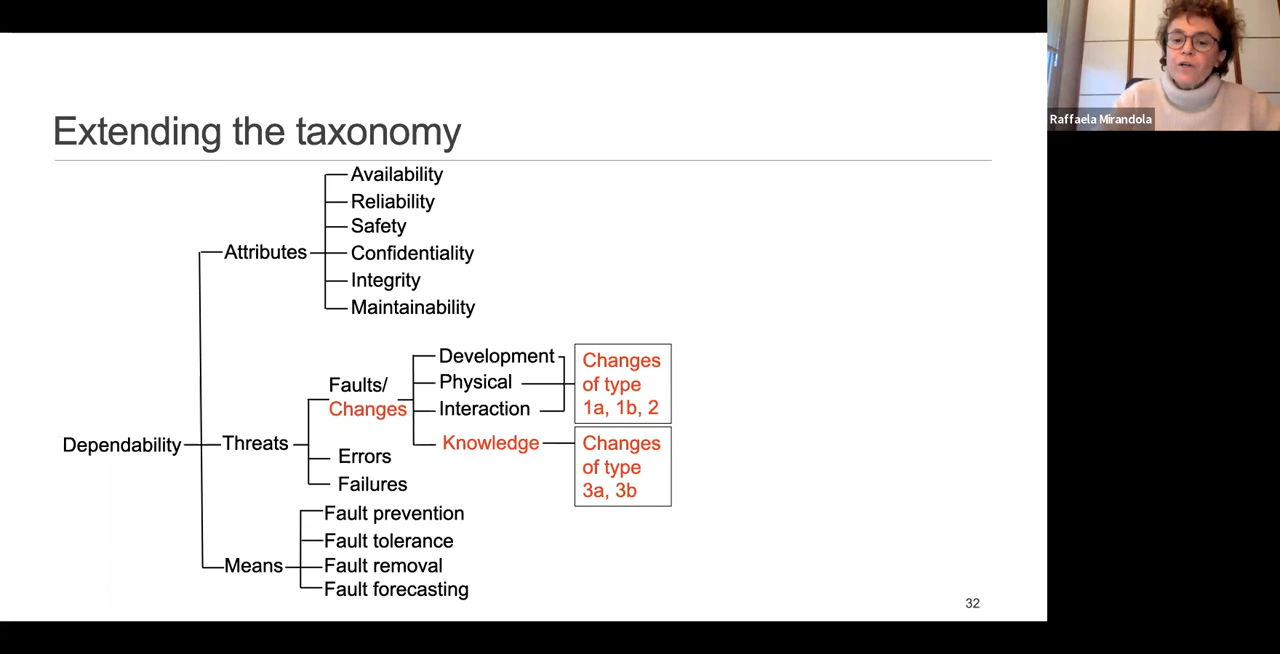 Raffaela Mirandola
Extending the taxonomy
Availability
Reliability
Safety
Attributes
Confidentiality
Integrity
Maintainability
Development
Faults/
Changes
Physical
Interaction
Changes
of type
1a, 1b, 2
Dependability
Threats
Knowledge
Changes
of type
3a, 3b
Errors
Failures
Fault prevention
Fault tolerance
Means
Fault removal
Fault forecasting
32